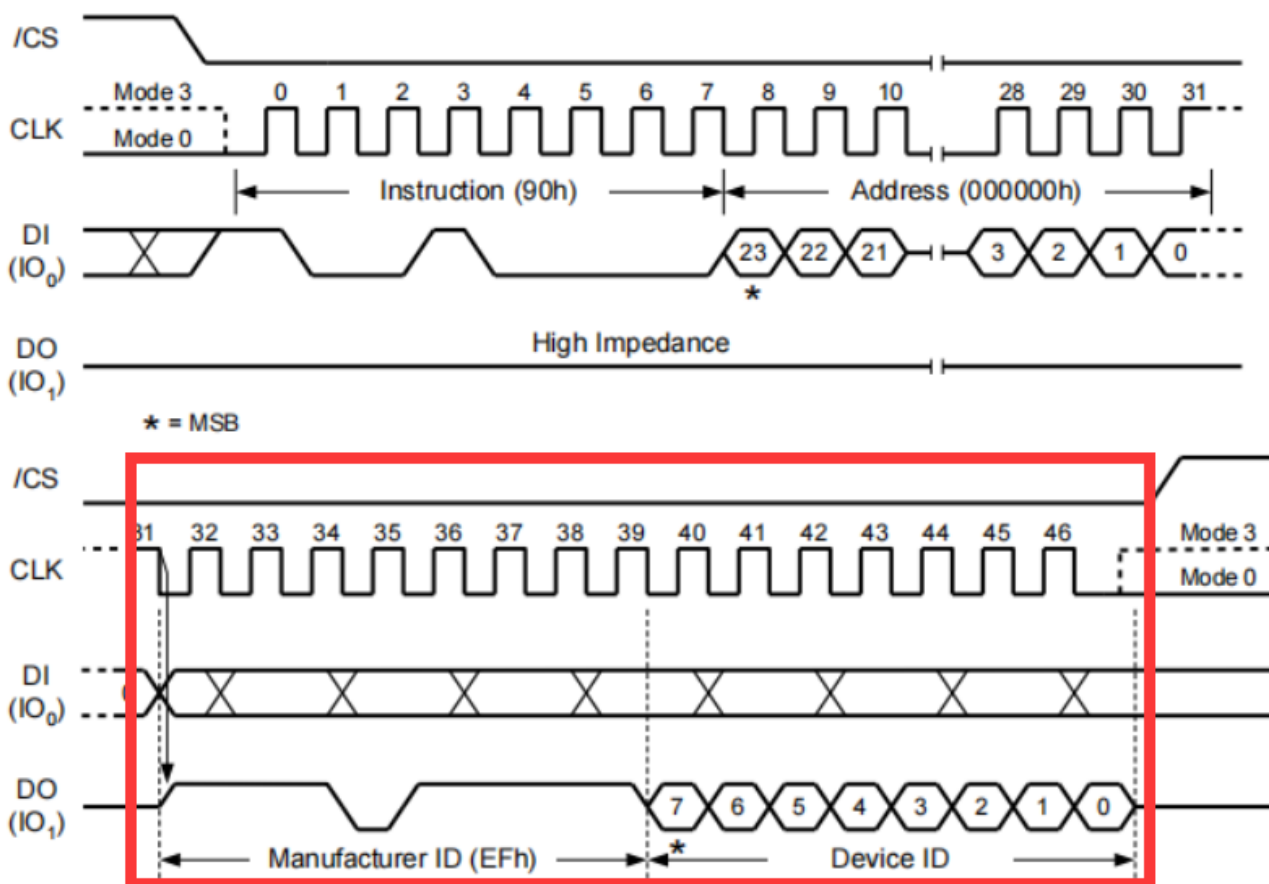 /CS
Mode 3 0 1 2 3 4 5 6 7 8 9 10 28 29 30 31
CLK
Mode 0
Instruction (90h) Address (000000h)
DI
(IO0) 23 22 21 3 2 1 0
*
High Impedance
DO
(IO1)
* = MSB
/CS
31 32 33 34 35 36 37 38 39 40 41 42 43 44 45 46 Mode 3
CLK
Mode 0
DI
(IO0) 0
DO
(IO1) 7 6 5 4 3 2 1 0
*
Manufacturer ID (EFh) Device ID